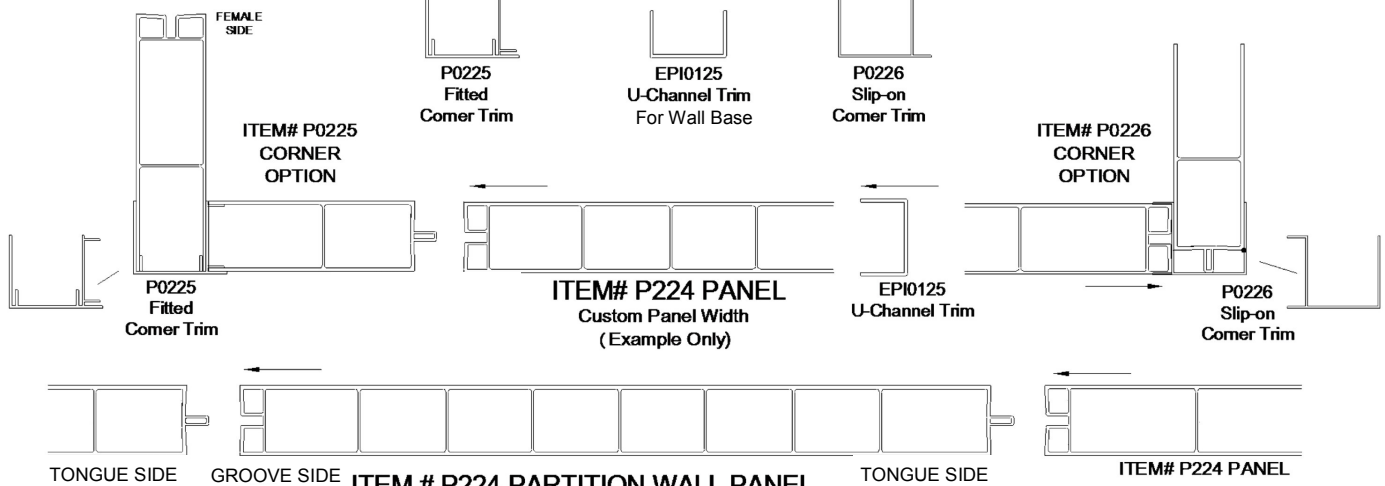 FEMALE
SIDE
P0225
Fitted
Corner Trim
EPI0125
U-Channel Trim
For Wall Base
P0226
Slip-on
Corner Trim
ITEM# P0225
CORNER
OPTION
ITEM# P0226
CORNER
OPTION
P0225
Fitted
Corner Trim
ITEM# P224 PANEL
Custom Panel Width
( Example Only)
EPI0125
U-Channel Trim
P0226
Slip-on
Corner Trim
TONGUE SIDE
GROOVE SIDE
ITEM # P224 PARTITION WALL PANEL
TONGUE SIDE
ITEM# P224 PANEL